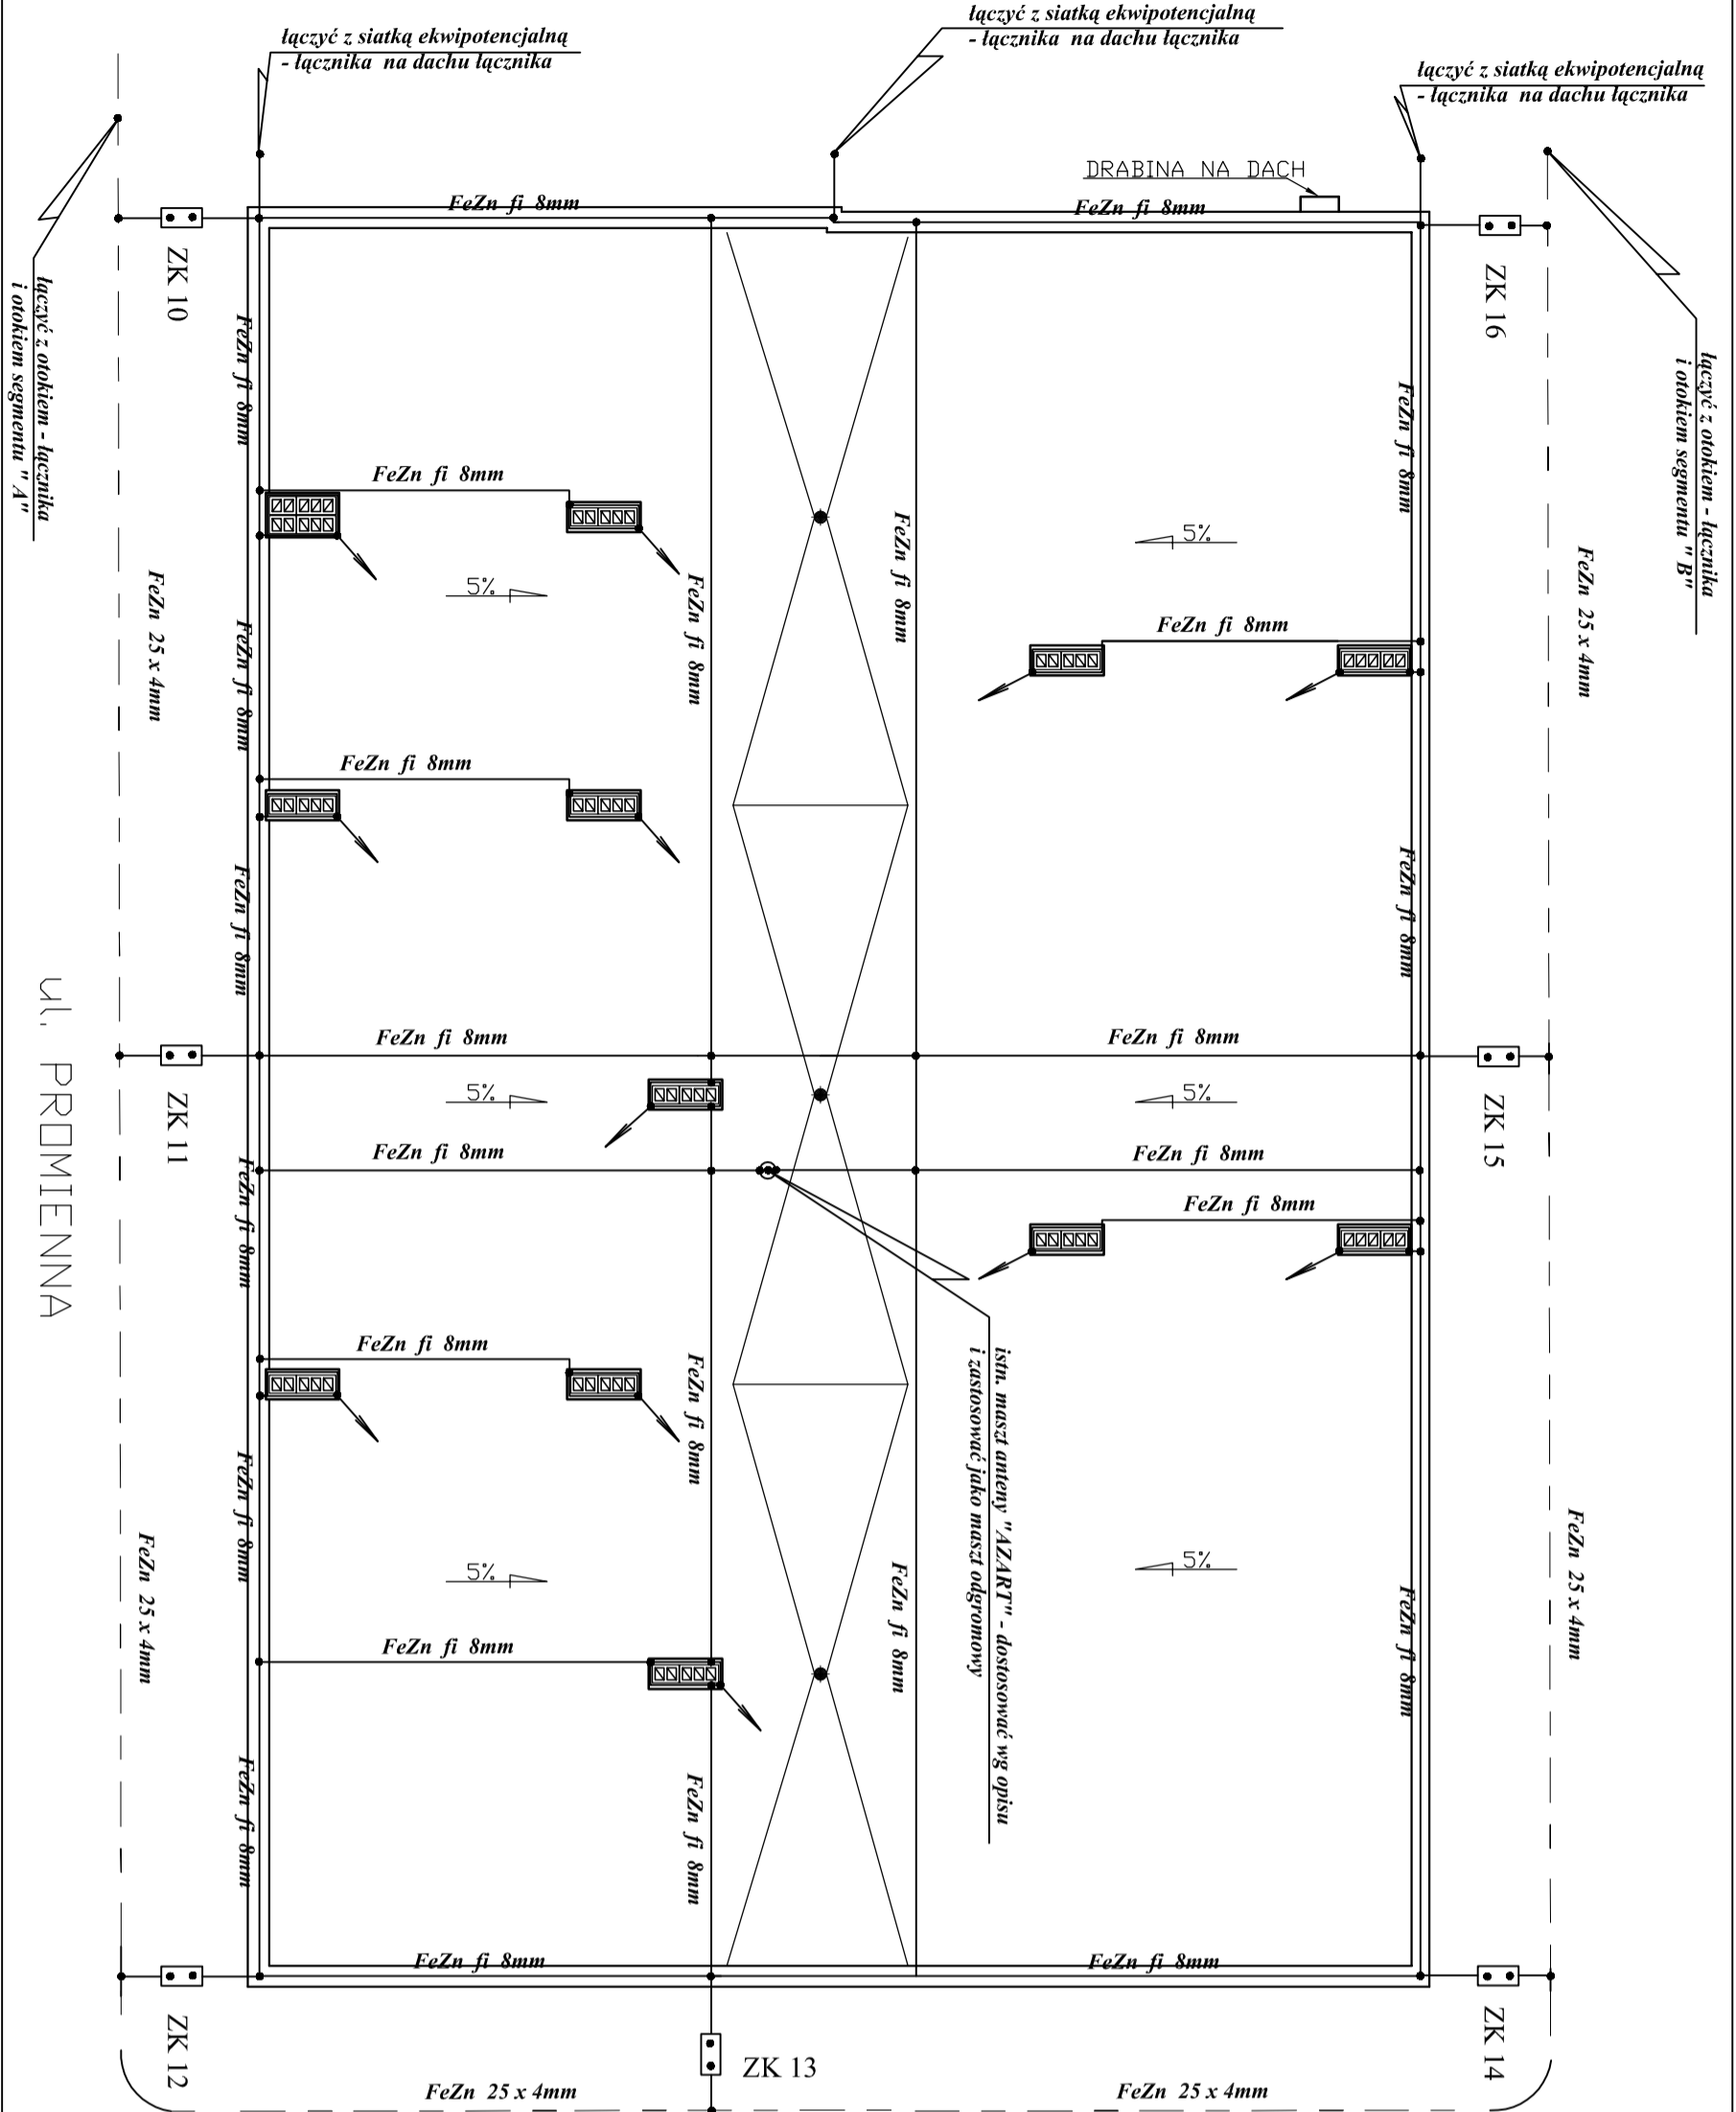 łączyć z siatką ekwipotencjalną
- łącznika na dachu łącznika
łączyć z siatką ekwipotencjalną
- łącznika na dachu łącznika
łączyć z siatką ekwipotencjalną
- łącznika na dachu łącznika
DRABINA NA DACH
FeZn fi 8mm
FeZn fi 8mm
ZK 10
ZK 16
łączyć z otokiem - łącznika
i otokiem segmentu " A"
łączyć z otokiem - łącznika
i otokiem segmentu " B"
FeZn fi 8mm
FeZn fi 8mm
FeZn fi 8mm
FeZn fi 8mm
5%
5%
FeZn 25 x 4mm
FeZn fi 8mm
FeZn fi 8mm
FeZn 25 x 4mm
FeZn fi 8mm
FeZn fi 8mm
FeZn fi 8mm
FeZn fi 8mm
ul. PROMIENNA
FeZn fi 8mm
FeZn fi 8mm
ZK 11
5%
5%
ZK 15
FeZn fi 8mm
FeZn fi 8mm
FeZn fi 8mm
FeZn fi 8mm
FeZn fi 8mm
FeZn fi 8mm
istn. maszt anteny "AZART" - dostosować wg opisu
i zastosować jako maszt odgromowy
FeZn fi 8mm
5%
5%
FeZn 25 x 4mm
FeZn fi 8mm
FeZn fi 8mm
FeZn 25 x 4mm
FeZn fi 8mm
FeZn fi 8mm
FeZn fi 8mm
FeZn fi 8mm
FeZn fi 8mm
ZK 12
ZK 13
ZK 14
FeZn 25 x 4mm
FeZn 25 x 4mm